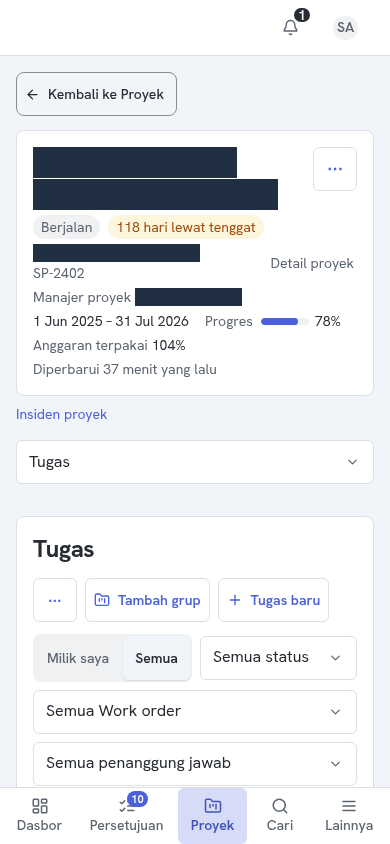 1
SA
Kembali ke Proyek
Berjalan
118 hari lewat tenggat
SP-2402
Detail proyek
Manajer proyek
1 Jun 2025 – 31 Jul 2026
Progres
78%
Anggaran terpakai 104%
Diperbarui 37 menit yang lalu
Insiden proyek
Tugas
Tugas
Tambah grup
Tugas baru
Milik saya
Semua
Semua status
Semua Work order
Semua penanggung jawab
10
Dasbor
Persetujuan
Proyek
Cari
Lainnya